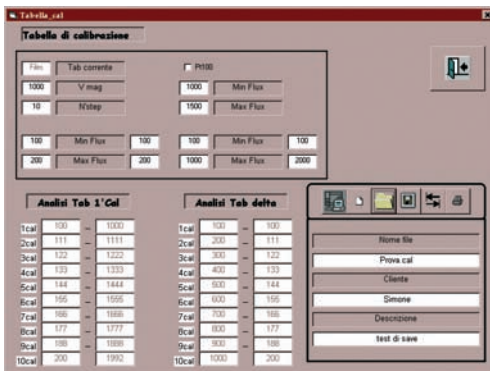 Tabella_cal
Tabella di calibrazione
Film Tab corrente Pt100
1000 V mag 1000 Min Flux
10 N'step 1500 Max Flux
100 Min Flux 100 100 Min Flux 100
200 Max Flux 200 1000 Max Flux 2000
Analisi Tab 1'Cal Analisi Tab delta
1cal 100 – 1000 1cal 100 – 100
2cal 111 – 1111 2cal 200 – 111
3cal 122 – 1222 3cal 300 – 122
4cal 133 – 1333 4cal 400 – 133
5cal 144 – 1444 5cal 500 – 144
6cal 155 – 1555 6cal 600 – 155
7cal 166 – 1666 7cal 700 – 166
8cal 177 – 1777 8cal 800 – 177
9cal 188 – 1888 9cal 900 – 188
10cal 200 – 1992 10cal 1000 – 200
Nome file
Prova cal
Cliente
Simone
Descrizione
test di save